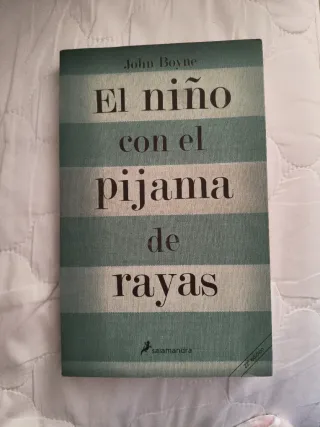 John Boyne
El niño
con el
pijama
de
rayas
salamandra